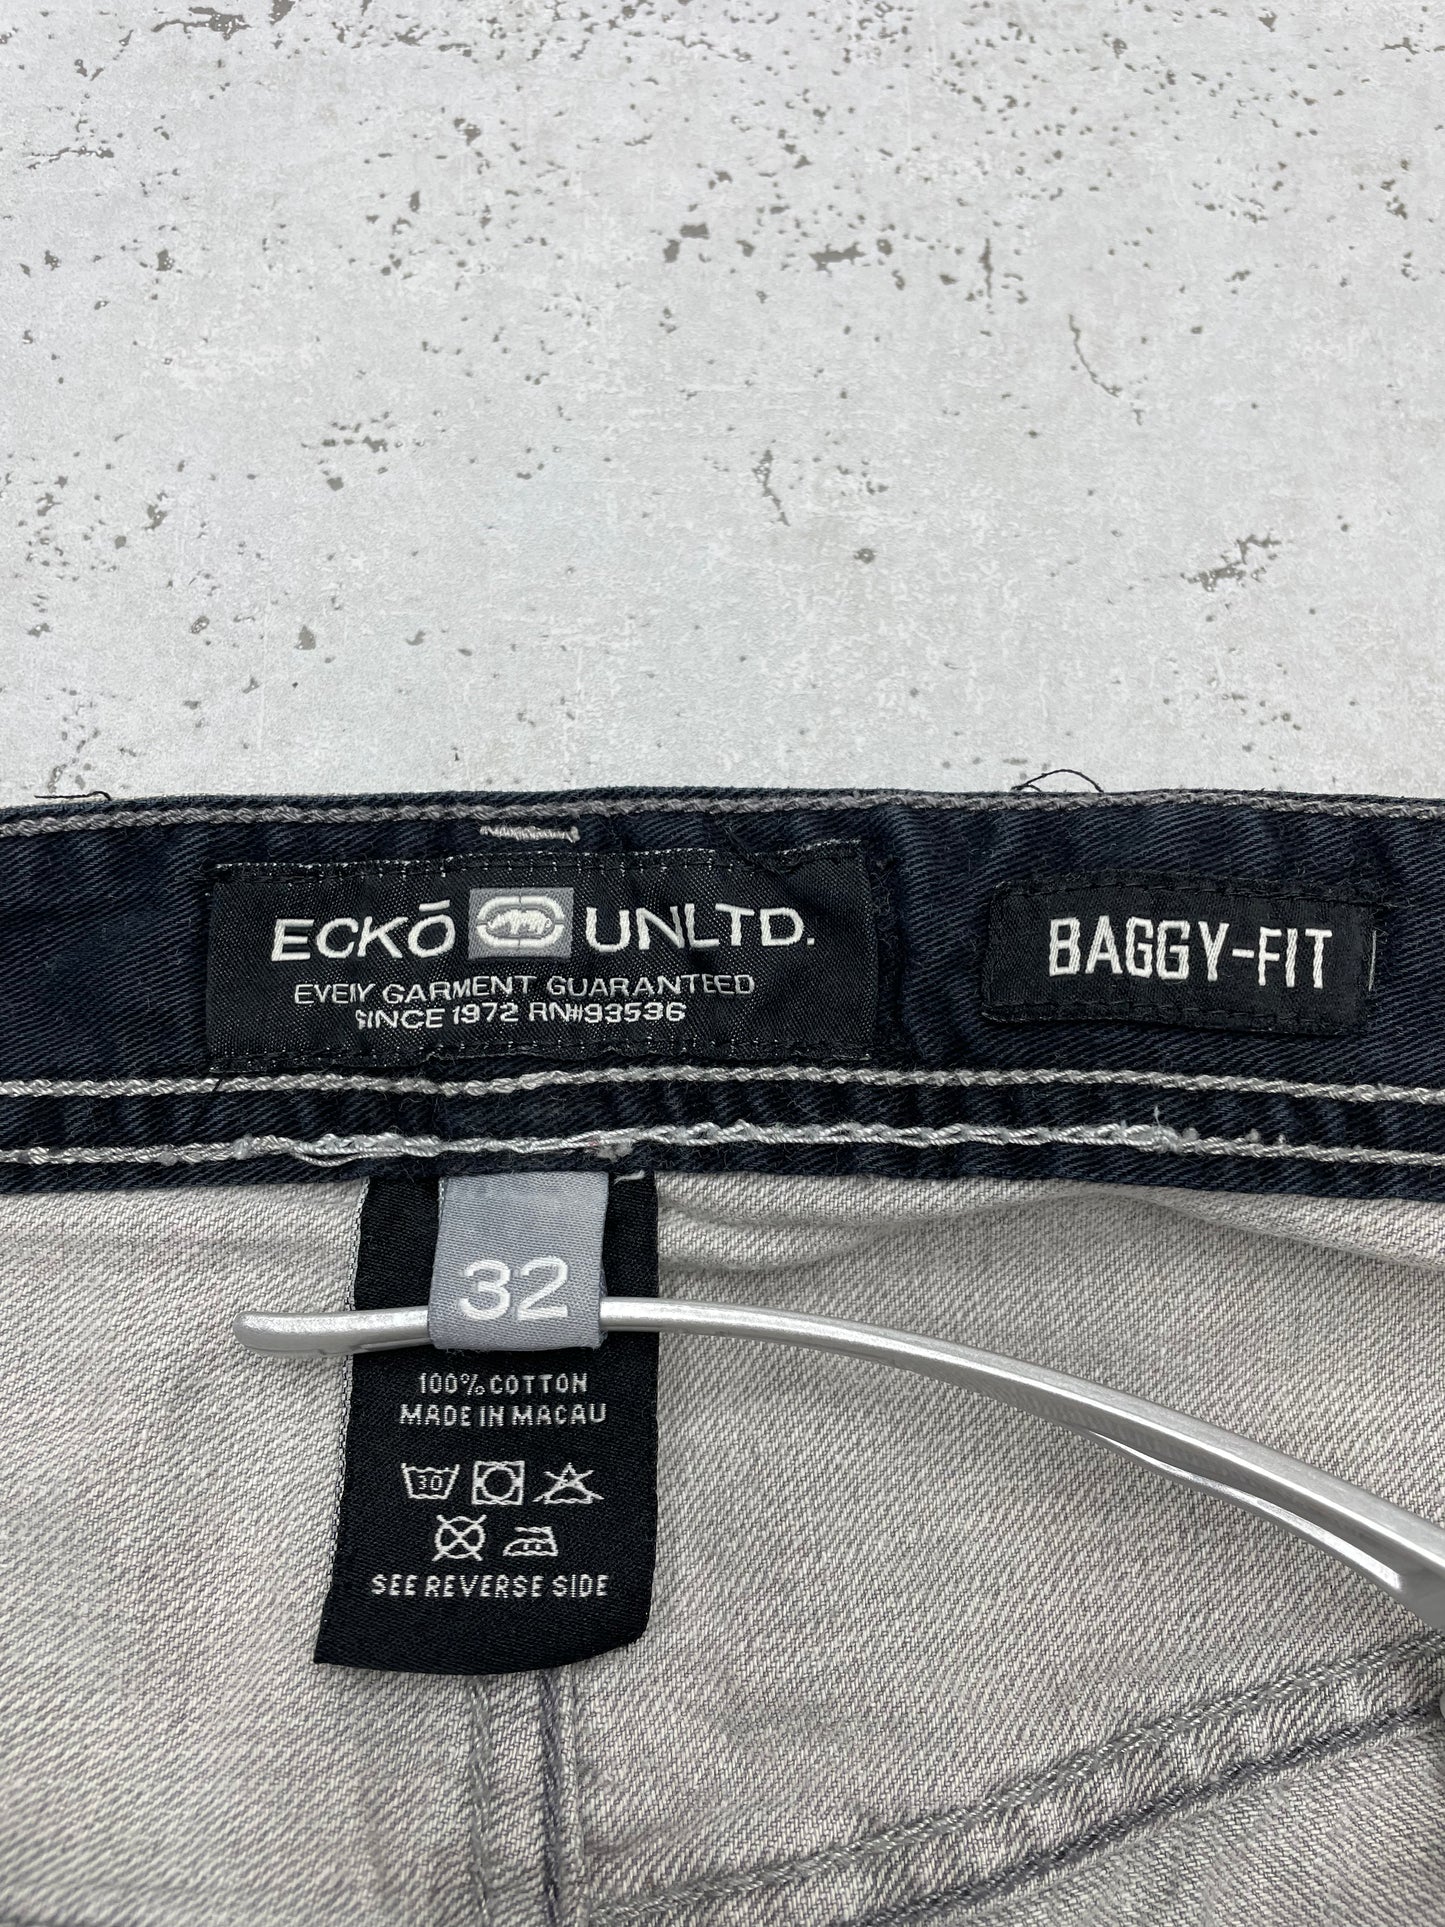 ECKŌ UNLTD.
EVERY GARMENT GUARANTEED
SINCE 1972 RN#93536
BAGGY-FIT
32
100% COTTON
MADE IN MACAU
30
SEE REVERSE SIDE